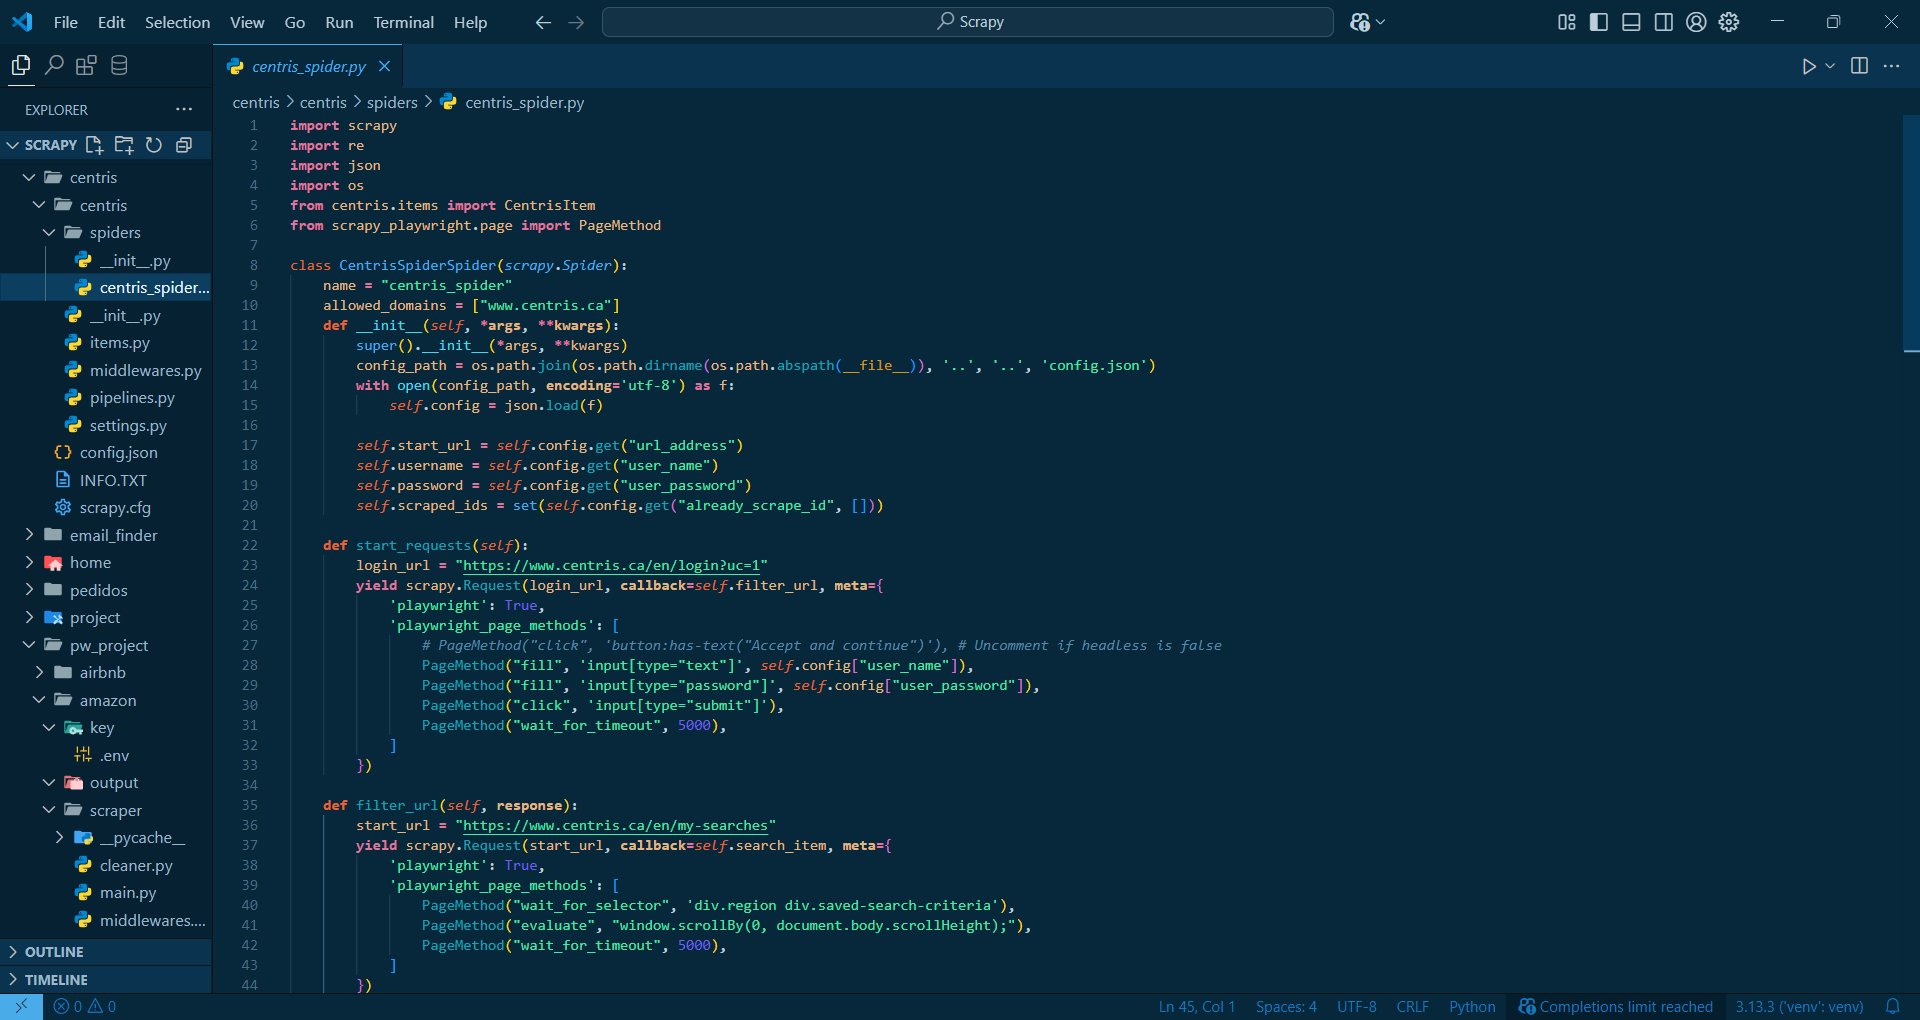 File Edit Selection View Go Run Terminal Help
Scrapy
EXPLORER
SCRAPY
centris
centris
spiders
__init__.py
centris_spider...
__init__.py
items.py
middlewares.py
pipelines.py
settings.py
config.json
INFO.TXT
scrapy.cfg
email_finder
home
pedidos
project
pw_project
airbnb
amazon
key
.env
output
scraper
__pycache__
cleaner.py
main.py
middlewares....
OUTLINE
TIMELINE
centris_spider.py
centris > centris > spiders > centris_spider.py
1 import scrapy
2 import re
3 import json
4 import os
5 from centris.items import CentrisItem
6 from scrapy_playwright.page import PageMethod
7
8 class CentrisSpiderSpider(scrapy.Spider):
9     name = "centris_spider"
10     allowed_domains = ["www.centris.ca"]
11     def __init__(self, *args, **kwargs):
12         super().__init__(*args, **kwargs)
13         config_path = os.path.join(os.path.dirname(os.path.abspath(__file__)), '..', '..', 'config.json')
14         with open(config_path, encoding='utf-8') as f:
15             self.config = json.load(f)
16
17         self.start_url = self.config.get("url_address")
18         self.username = self.config.get("user_name")
19         self.password = self.config.get("user_password")
20         self.scraped_ids = set(self.config.get("already_scrape_id", []))
21
22     def start_requests(self):
23         login_url = "https://www.centris.ca/en/login?uc=1"
24         yield scrapy.Request(login_url, callback=self.filter_url, meta={
25             'playwright': True,
26             'playwright_page_methods': [
27                 # PageMethod("click", 'button:has-text("Accept and continue")'), # Uncomment if headless is false
28                 PageMethod("fill", 'input[type="text"]', self.config["user_name"]),
29                 PageMethod("fill", 'input[type="password"]', self.config["user_password"]),
30                 PageMethod("click", 'input[type="submit"]'),
31                 PageMethod("wait_for_timeout", 5000),
32             ]
33         })
34
35     def filter_url(self, response):
36         start_url = "https://www.centris.ca/en/my-searches"
37         yield scrapy.Request(start_url, callback=self.search_item, meta={
38             'playwright': True,
39             'playwright_page_methods': [
40                 PageMethod("wait_for_selector", 'div.region div.saved-search-criteria'),
41                 PageMethod("evaluate", "window.scrollBy(0, document.body.scrollHeight);"),
42                 PageMethod("wait_for_timeout", 5000),
43             ]
44         })
0 0 Ln 45, Col 1 Spaces: 4 UTF-8 CRLF Python Completions limit reached 3.13.3 ('venv': venv)